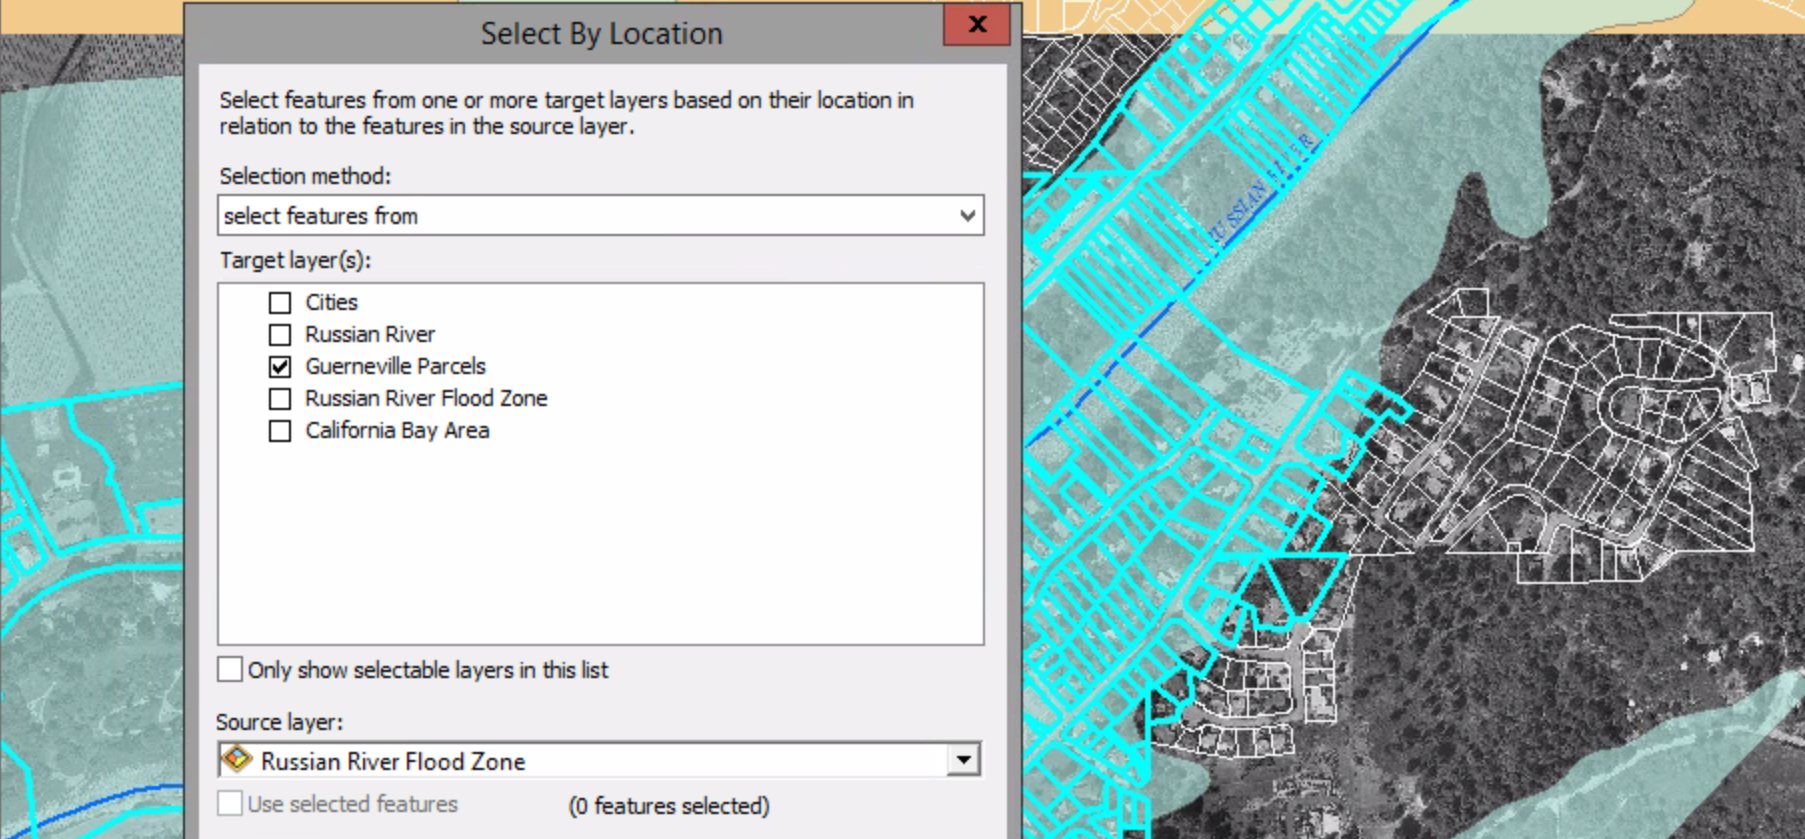 Select By Location
X
Select features from one or more target layers based on their location in
relation to the features in the source layer.
Selection method:
select features from
Target layer(s):
Cities
Russian River
Guerneville Parcels
Russian River Flood Zone
California Bay Area
Only show selectable layers in this list
Source layer:
Russian River Flood Zone
Use selected features (0 features selected)